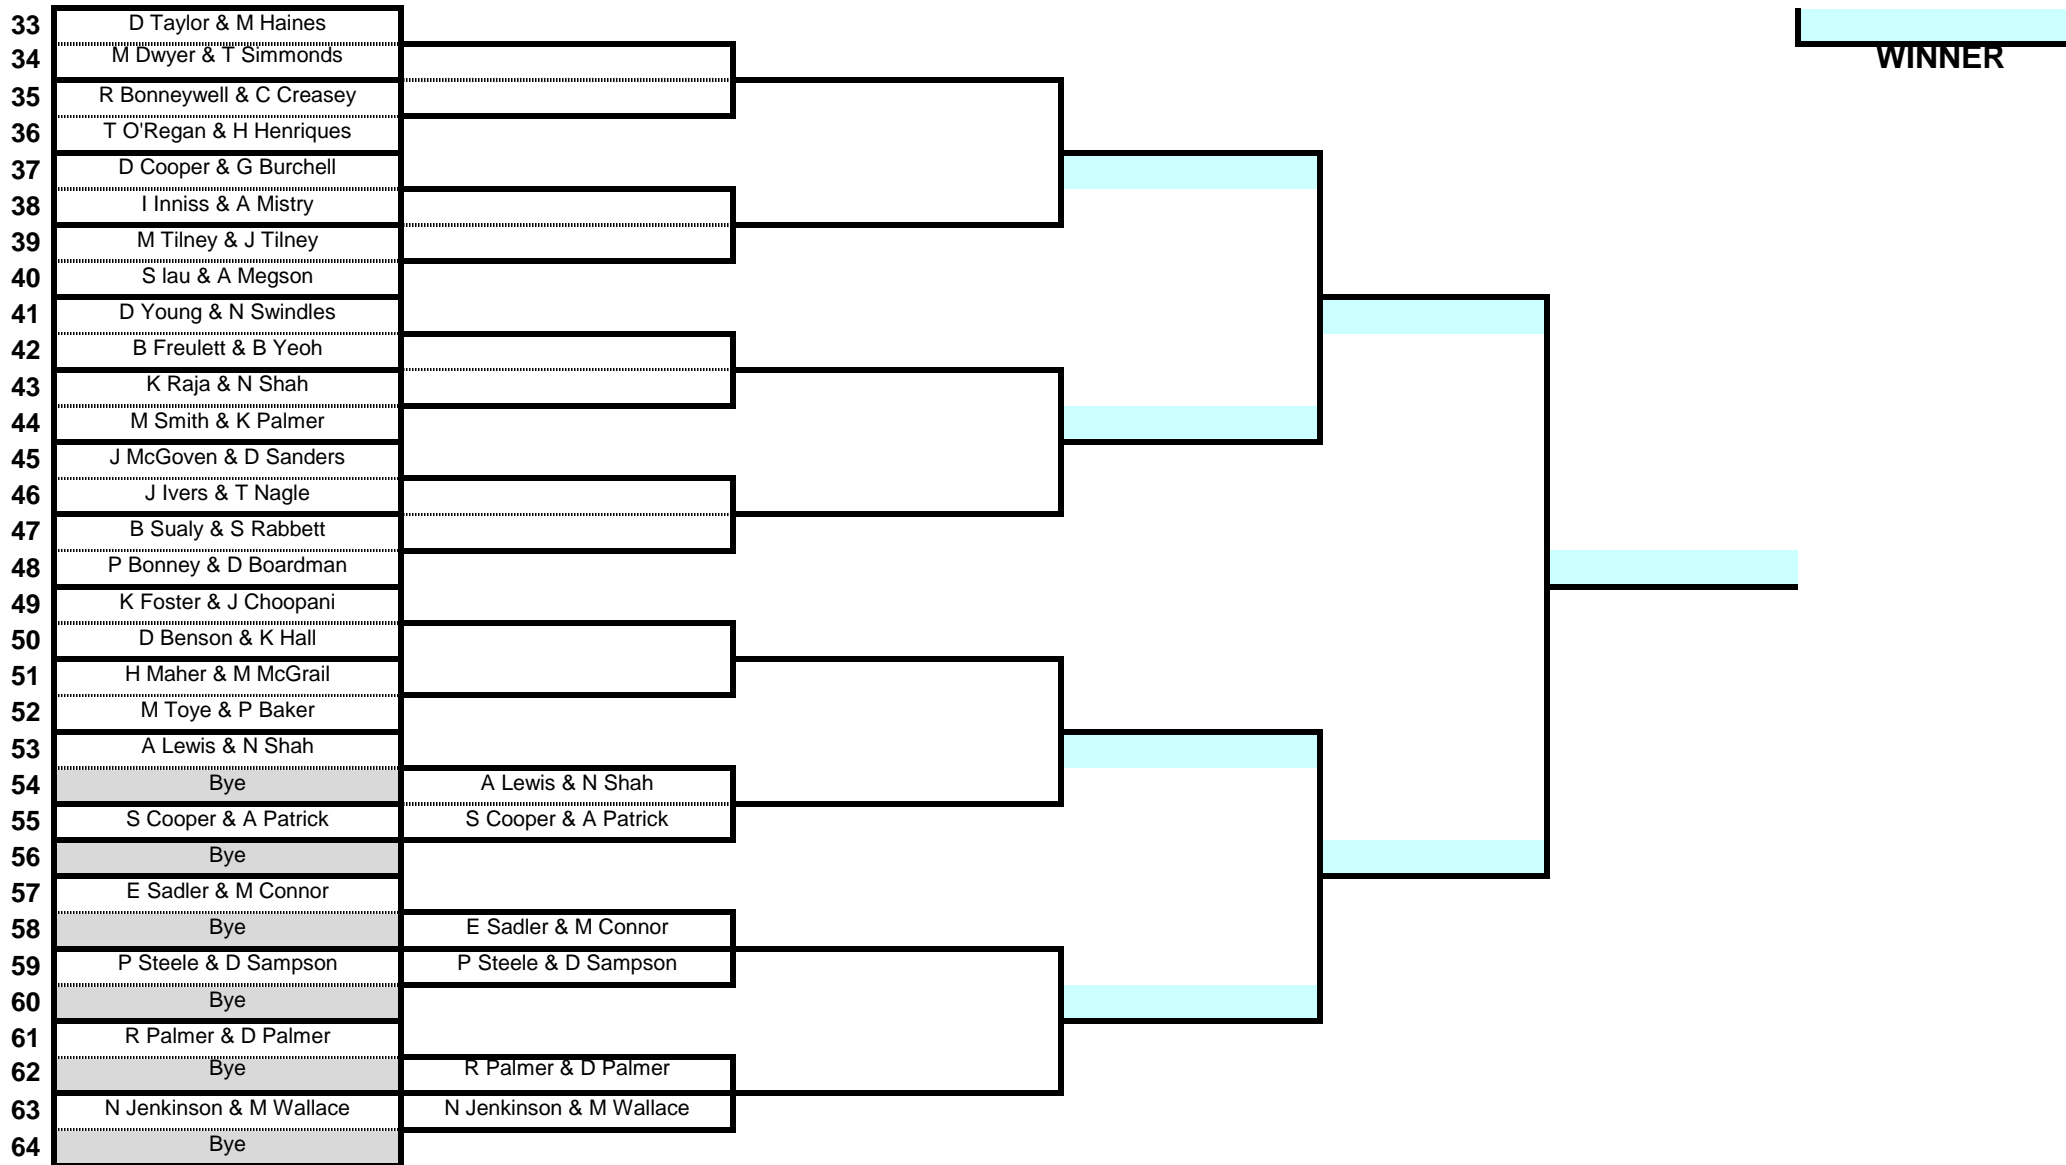 33 D Taylor & M Haines
WINNER
34 M Dwyer & T Simmonds
35 R Bonneywell & C Creasey
36 T O'Regan & H Henriques
37 D Cooper & G Burchell
38 I Inniss & A Mistry
39 M Tilney & J Tilney
40 S lau & A Megson
41 D Young & N Swindles
42 B Freulett & B Yeoh
43 K Raja & N Shah
44 M Smith & K Palmer
45 J McGoven & D Sanders
46 J Ivers & T Nagle
47 B Sualy & S Rabbett
48 P Bonney & D Boardman
49 K Foster & J Choopani
50 D Benson & K Hall
51 H Maher & M McGrail
52 M Toye & P Baker
53 A Lewis & N Shah
54 Bye A Lewis & N Shah
55 S Cooper & A Patrick S Cooper & A Patrick
56 Bye
57 E Sadler & M Connor
58 Bye E Sadler & M Connor
59 P Steele & D Sampson P Steele & D Sampson
60 Bye
61 R Palmer & D Palmer
62 Bye R Palmer & D Palmer
63 N Jenkinson & M Wallace N Jenkinson & M Wallace
64 Bye